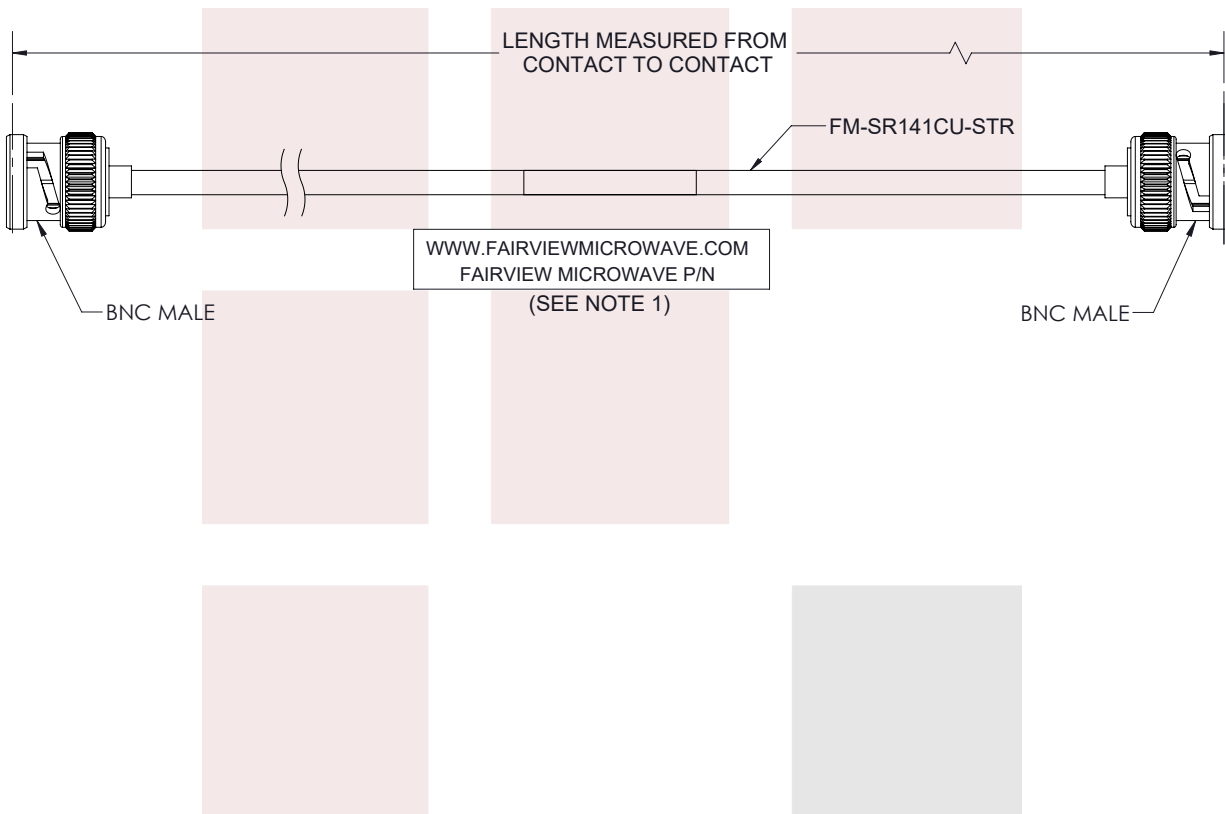 LENGTH MEASURED FROM
CONTACT TO CONTACT
FM-SR141CU-STR
WWW.FAIRVIEWMICROWAVE.COM
FAIRVIEW MICROWAVE P/N
(SEE NOTE 1)
BNC MALE
BNC MALE